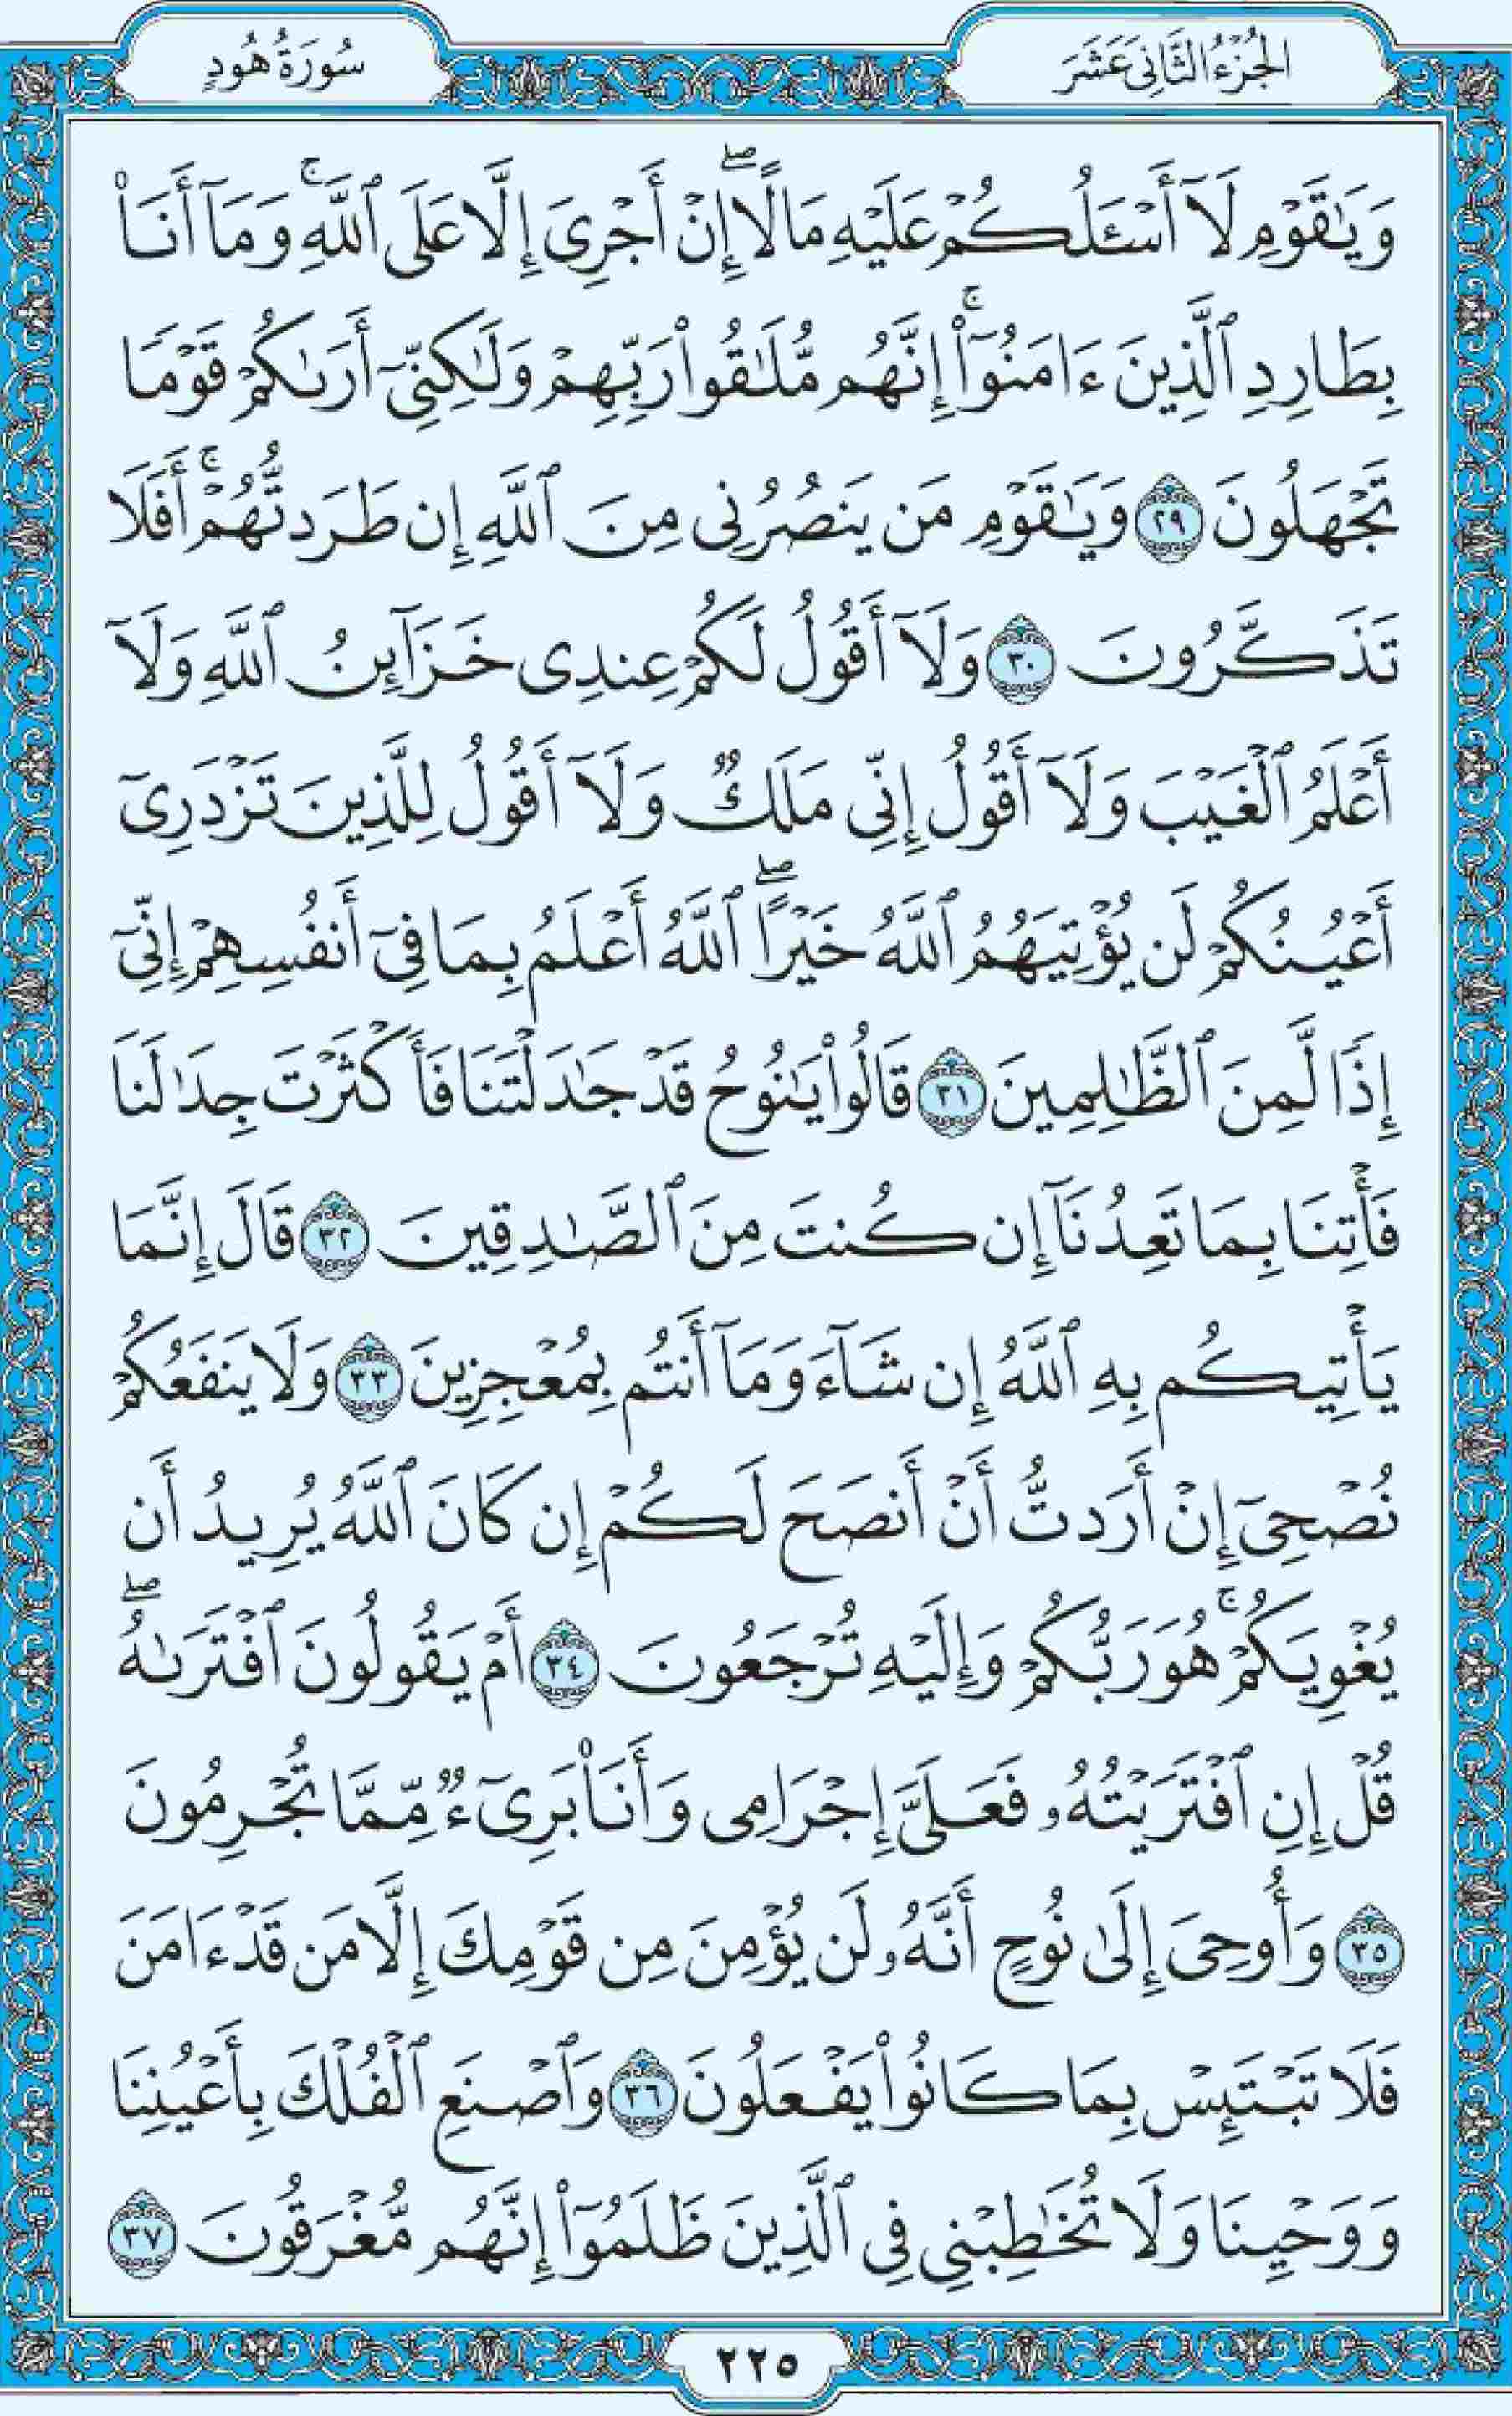 الجُزْءُ الثَّانِيَ عَشَرَ
سُورَةُ هُودٍ
وَيَٰقَوْمِ لَآ أَسْـَٔلُكُمْ عَلَيْهِ مَالًا ۖ إِنْ أَجْرِىَ إِلَّا عَلَى ٱللَّهِ ۚ وَمَآ أَنَا۠
بِطَارِدِ ٱلَّذِينَ ءَامَنُوٓا۟ ۚ إِنَّهُم مُّلَٰقُوا۟ رَبِّهِمْ وَلَٰكِنِّىٓ أَرَىٰكُمْ قَوْمًا
تَجْهَلُونَ ٢٩ وَيَٰقَوْمِ مَن يَنصُرُنِى مِنَ ٱللَّهِ إِن طَرَدتُّهُمْ ۚ أَفَلَا
تَذَكَّرُونَ ٣٠ وَلَآ أَقُولُ لَكُمْ عِندِى خَزَآئِنُ ٱللَّهِ وَلَآ
أَعْلَمُ ٱلْغَيْبَ وَلَآ أَقُولُ إِنِّى مَلَكٌ وَلَآ أَقُولُ لِلَّذِينَ تَزْدَرِىٓ
أَعْيُنُكُمْ لَن يُؤْتِيَهُمُ ٱللَّهُ خَيْرًا ۖ ٱللَّهُ أَعْلَمُ بِمَا فِىٓ أَنفُسِهِمْ إِنِّىٓ
إِذًا لَّمِنَ ٱلظَّٰلِمِينَ ٣١ قَالُوا۟ يَٰنُوحُ قَدْ جَٰدَلْتَنَا فَأَكْثَرْتَ جِدَٰلَنَا
فَأْتِنَا بِمَا تَعِدُنَآ إِن كُنتَ مِنَ ٱلصَّٰدِقِينَ ٣٢ قَالَ إِنَّمَا
يَأْتِيكُم بِهِ ٱللَّهُ إِن شَآءَ وَمَآ أَنتُم بِمُعْجِزِينَ ٣٣ وَلَا يَنفَعُكُمْ
نُصْحِىٓ إِنْ أَرَدتُّ أَنْ أَنصَحَ لَكُمْ إِن كَانَ ٱللَّهُ يُرِيدُ أَن
يُغْوِيَكُمْ ۚ هُوَ رَبُّكُمْ وَإِلَيْهِ تُرْجَعُونَ ٣٤ أَمْ يَقُولُونَ ٱفْتَرَىٰهُ ۖ
قُلْ إِنِ ٱفْتَرَيْتُهُۥ فَعَلَىَّ إِجْرَامِى وَأَنَا۠ بَرِىٓءٌ مِّمَّا تُجْرِمُونَ
٣٥ وَأُوحِىَ إِلَىٰ نُوحٍ أَنَّهُۥ لَن يُؤْمِنَ مِن قَوْمِكَ إِلَّا مَن قَدْ ءَامَنَ
فَلَا تَبْتَئِسْ بِمَا كَانُوا۟ يَفْعَلُونَ ٣٦ وَٱصْنَعِ ٱلْفُلْكَ بِأَعْيُنِنَا
وَوَحْيِنَا وَلَا تُخَٰطِبْنِى فِى ٱلَّذِينَ ظَلَمُوٓا۟ إِنَّهُم مُّغْرَقُونَ ٣٧
٢٢٥